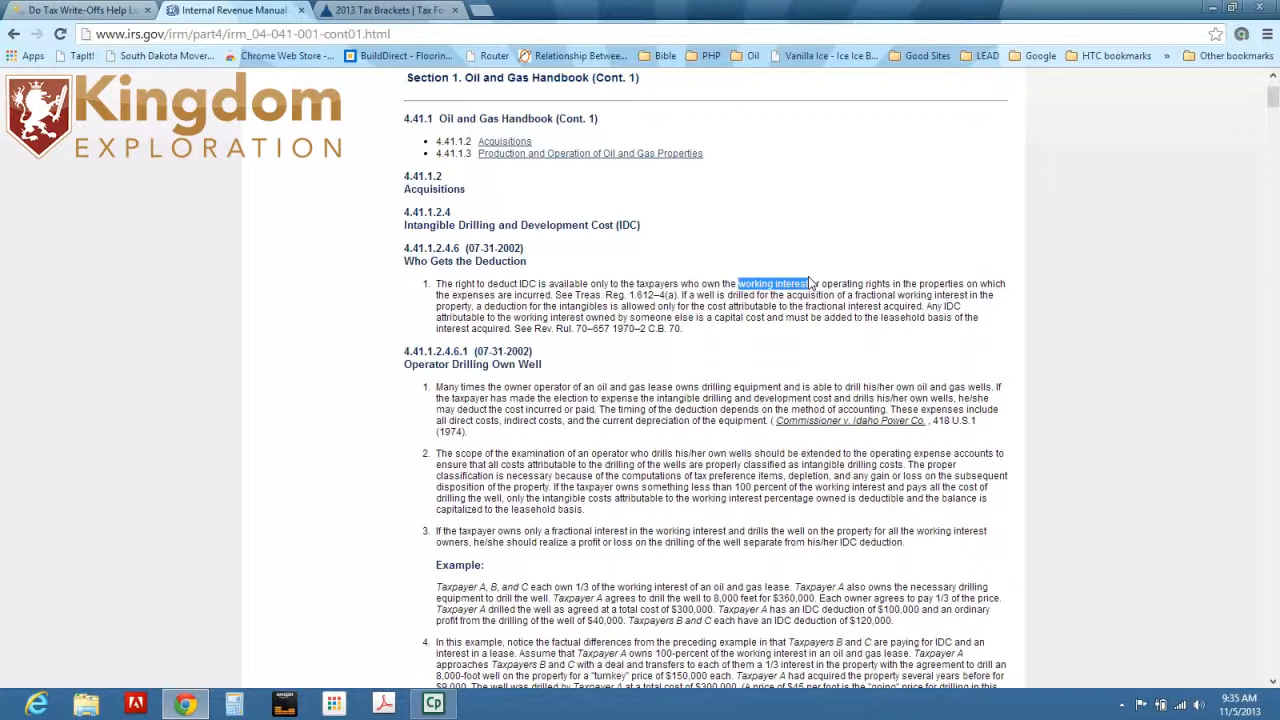 Do Tax Write-Offs Help Lo
Internal Revenue Manual
2013 Tax Brackets | Tax Fo
www.irs.gov/irm/part4/irm_04-041-001-cont01.html
Apps
TapIt!
South Dakota Mover...
Chrome Web Store -...
BuildDirect - Floorin...
Router
Relationship Betwee...
Bible
PHP
Oil
Vanilla Ice - Ice Ice B...
Good Sites
LEAD
Google
HTC bookmarks
»
Other bookmarks
Kingdom
EXPLORATION
Section 1. Oil and Gas Handbook (Cont. 1)
4.41.1 Oil and Gas Handbook (Cont. 1)
• 4.41.1.2 Acquisitions
• 4.41.1.3 Production and Operation of Oil and Gas Properties
4.41.1.2
Acquisitions
4.41.1.2.4
Intangible Drilling and Development Cost (IDC)
4.41.1.2.4.6 (07-31-2002)
Who Gets the Deduction
1. The right to deduct IDC is available only to the taxpayers who own the working interest operating rights in the properties on which
the expenses are incurred. See Treas. Reg. 1.612–4(a). If a well is drilled for the acquisition of a fractional working interest in the
property, a deduction for the intangibles is allowed only for the cost attributable to the fractional interest acquired. Any IDC
attributable to the working interest owned by someone else is a capital cost and must be added to the leasehold basis of the
interest acquired. See Rev. Rul. 70–657 1970–2 C.B. 70.
4.41.1.2.4.6.1 (07-31-2002)
Operator Drilling Own Well
1. Many times the owner operator of an oil and gas lease owns drilling equipment and is able to drill his/her own oil and gas wells. If
the taxpayer has made the election to expense the intangible drilling and development cost and drills his/her own wells, he/she
may deduct the cost incurred or paid. The timing of the deduction depends on the method of accounting. These expenses include
all direct costs, indirect costs, and the current depreciation of the equipment. ( Commissioner v. Idaho Power Co. , 418 U.S.1
(1974).
2. The scope of the examination of an operator who drills his/her own wells should be extended to the operating expense accounts to
ensure that all costs attributable to the drilling of the wells are properly classified as intangible drilling costs. The proper
classification is necessary because of the computations of tax preference items, depletion, and any gain or loss on the subsequent
disposition of the property. If the taxpayer owns something less than 100 percent of the working interest and pays all the cost of
drilling the well, only the intangible costs attributable to the working interest percentage owned is deductible and the balance is
capitalized to the leasehold basis.
3. If the taxpayer owns only a fractional interest in the working interest and drills the well on the property for all the working interest
owners, he/she should realize a profit or loss on the drilling of the well separate from his/her IDC deduction.
Example:
Taxpayer A, B, and C each own 1/3 of the working interest of an oil and gas lease. Taxpayer A also owns the necessary drilling
equipment to drill the well. Taxpayer A agrees to drill the well to 8,000 feet for $360,000. Each owner agrees to pay 1/3 of the price.
Taxpayer A drilled the well as agreed at a total cost of $300,000. Taxpayer A has an IDC deduction of $100,000 and an ordinary
profit from the drilling of the well of $40,000. Taxpayers B and C each have an IDC deduction of $120,000.
4. In this example, notice the factual differences from the preceding example in that Taxpayers B and C are paying for IDC and an
interest in a lease. Assume that Taxpayer A owns 100-percent of the working interest in an oil and gas lease. Taxpayer A
approaches Taxpayers B and C with a deal and transfers to each of them a 1/3 interest in the property with the agreement to drill an
8,000-foot well on the property for a "turnkey" price of $150,000 each. Taxpayer A had acquired the property several years before for
$9,000. The well was drilled by Taxpayer A at a total cost of $300,000. (A price of $45 per foot is the "going" price for drilling in this
Cp
9:35 AM
11/5/2013